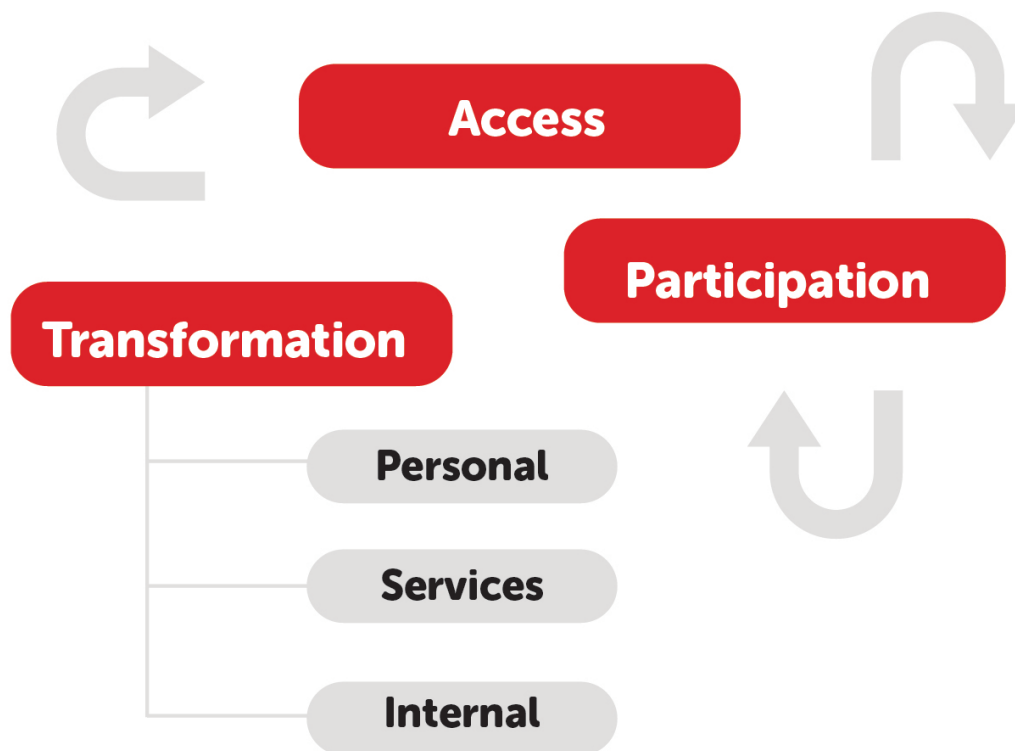 Access
Participation
Transformation
Personal
Services
Internal